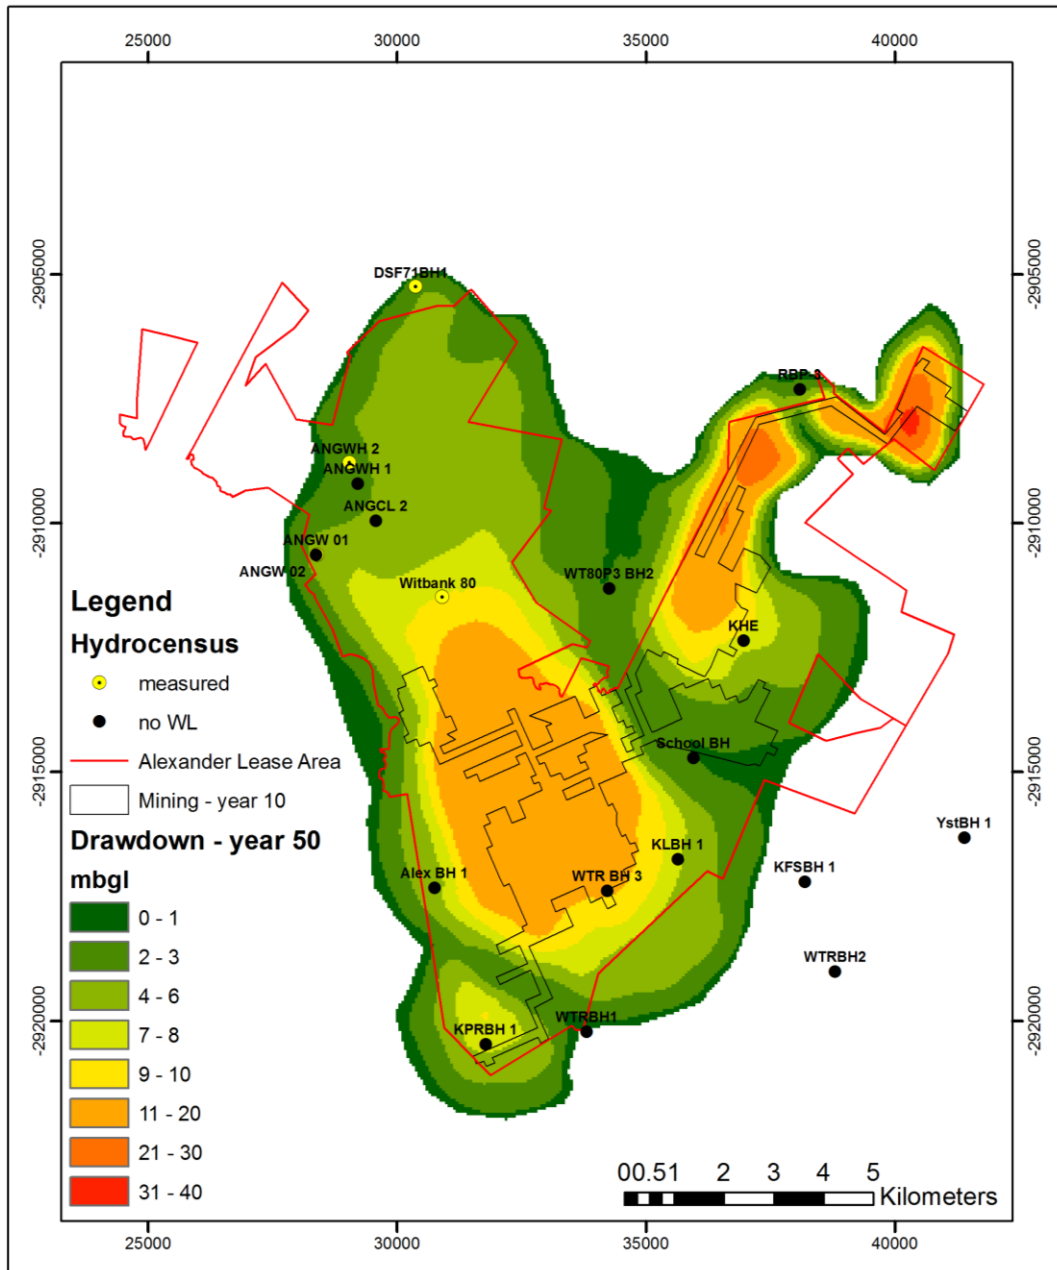 25000 30000 35000 40000
-2905000 -2905000
DSF71BH1
RBP 3
ANGWH 2
ANGWH 1
ANGCL 2
-2910000 -2910000
ANGW 01
ANGW 02
WT80P3 BH2
Witbank 80
KHE
Legend
Hydrocensus
measured
no WL
Alexander Lease Area
Mining - year 10
Drawdown - year 50
mbgl
0 - 1
2 - 3
4 - 6
7 - 8
9 - 10
11 - 20
21 - 30
31 - 40
School BH
-2915000 -2915000
YstBH 1
KLBH 1
KFSBH 1
Alex BH 1
WTR BH 3
WTRBH2
-2920000 -2920000
WTRBH1
KPRBH 1
00.51 2 3 4 5
Kilometers
25000 30000 35000 40000